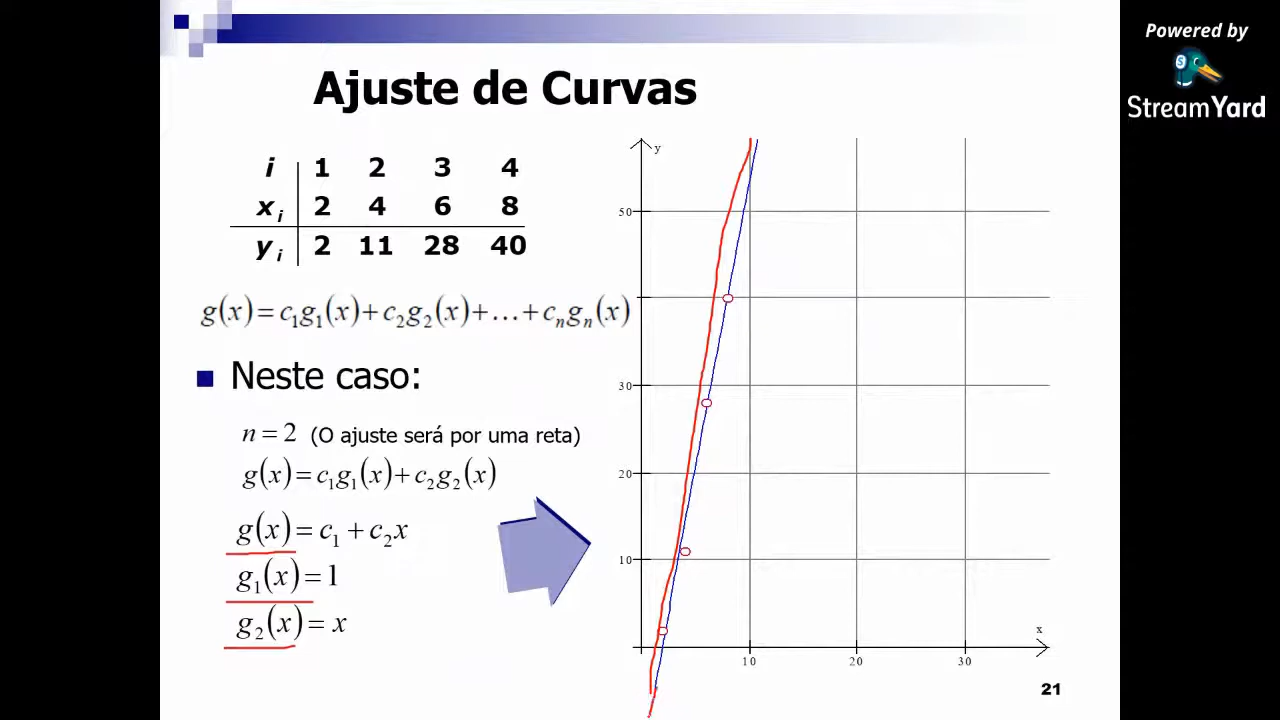 Powered by
StreamYard
Ajuste de Curvas
i 1 2 3 4
x i 2 4 6 8
y i 2 11 28 40
g(x) = c₁g₁(x) + c₂g₂(x) + ... + cₙgₙ(x)
Neste caso:
n = 2 (O ajuste será por uma reta)
g(x) = c₁g₁(x) + c₂g₂(x)
g(x) = c₁ + c₂x
g₁(x) = 1
g₂(x) = x
y
50
30
20
10
x
10 20 30
21